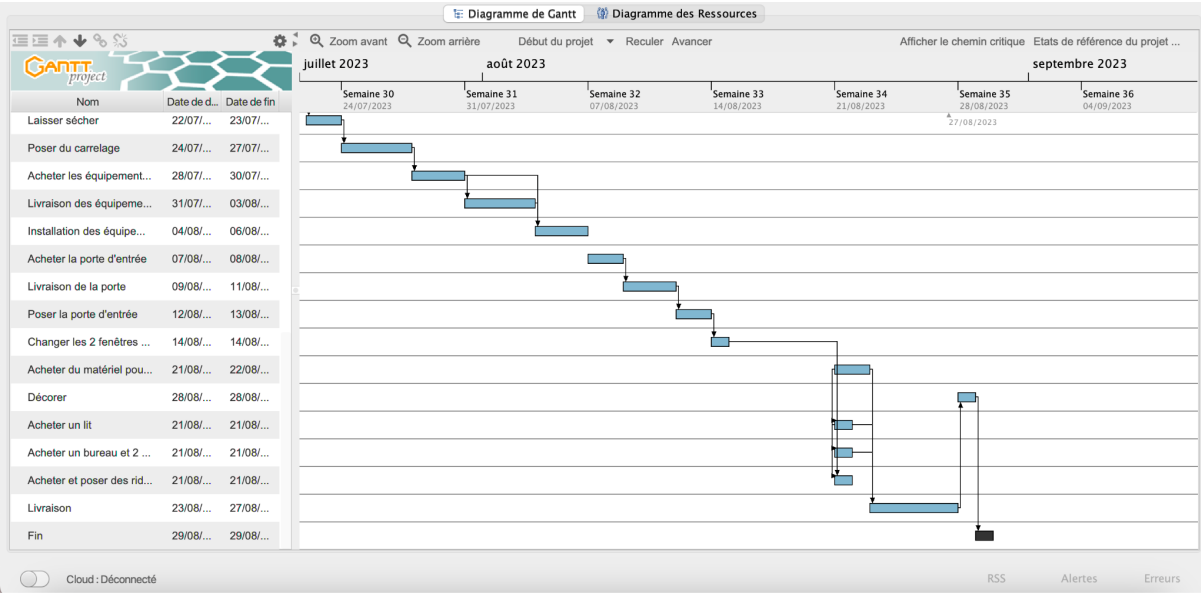 Diagramme de Gantt Diagramme des Ressources
Zoom avant Zoom arrière Début du projet Reculer Avancer Afficher le chemin critique Etats de référence du projet ...
GANTT project
juillet 2023 août 2023 septembre 2023
Semaine 30 Semaine 31 Semaine 32 Semaine 33 Semaine 34 Semaine 35 Semaine 36
24/07/2023 31/07/2023 07/08/2023 14/08/2023 21/08/2023 28/08/2023 04/09/2023
27/08/2023
Nom Date de d... Date de fin
Laisser sécher 22/07/... 23/07/...
Poser du carrelage 24/07/... 27/07/...
Acheter les équipement... 28/07/... 30/07/...
Livraison des équipeme... 31/07/... 03/08/...
Installation des équipe... 04/08/... 06/08/...
Acheter la porte d'entrée 07/08/... 08/08/...
Livraison de la porte 09/08/... 11/08/...
Poser la porte d'entrée 12/08/... 13/08/...
Changer les 2 fenêtres ... 14/08/... 14/08/...
Acheter du matériel pou... 21/08/... 22/08/...
Décorer 28/08/... 28/08/...
Acheter un lit 21/08/... 21/08/...
Acheter un bureau et 2 ... 21/08/... 21/08/...
Acheter et poser des rid... 21/08/... 21/08/...
Livraison 23/08/... 27/08/...
Fin 29/08/... 29/08/...
Cloud : Déconnecté RSS Alertes Erreurs